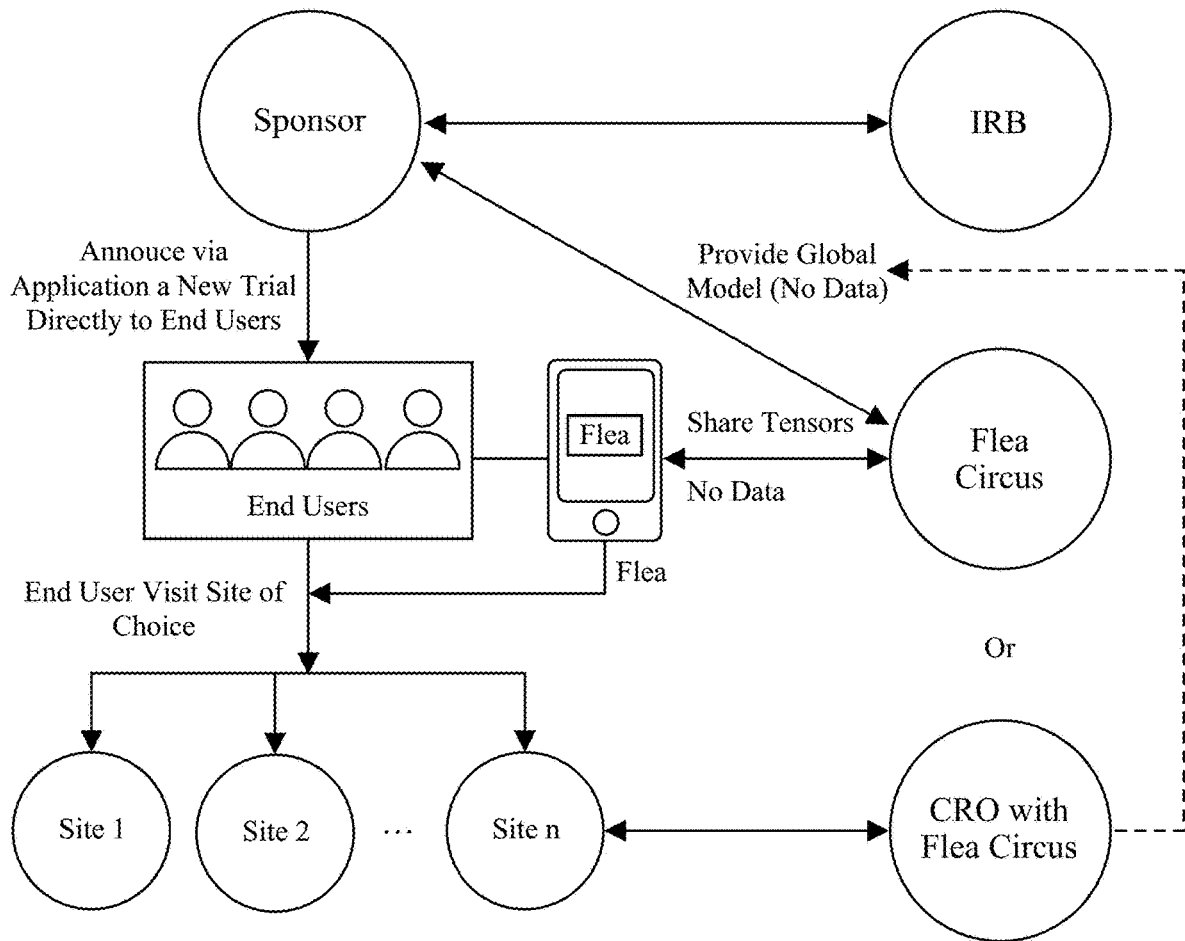 Sponsor
IRB
Annouce via
Application a New Trial
Directly to End Users
Provide Global
Model (No Data)
End Users
Flea
Share Tensors
No Data
Flea
Circus
Flea
End User Visit Site of
Choice
Or
Site 1
Site 2
...
Site n
CRO with
Flea Circus